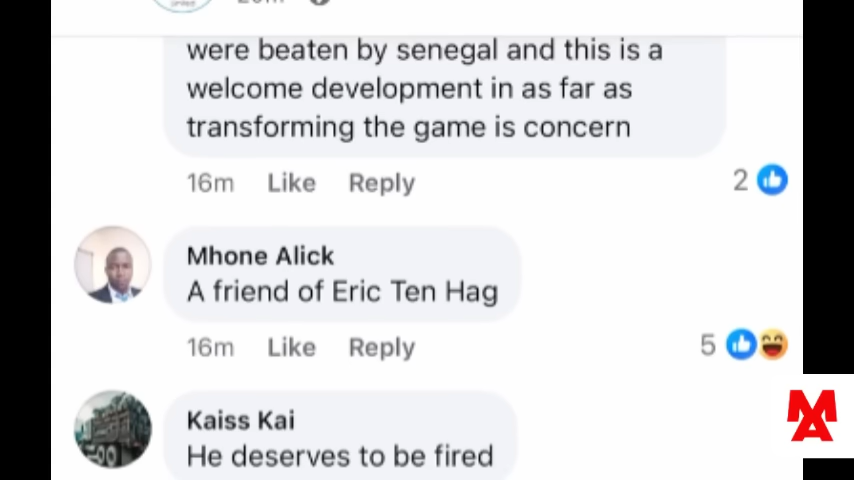 were beaten by senegal and this is a
welcome development in as far as
transforming the game is concern
16m Like Reply 2
Mhone Alick
A friend of Eric Ten Hag
16m Like Reply 5
Kaiss Kai
He deserves to be fired
MA